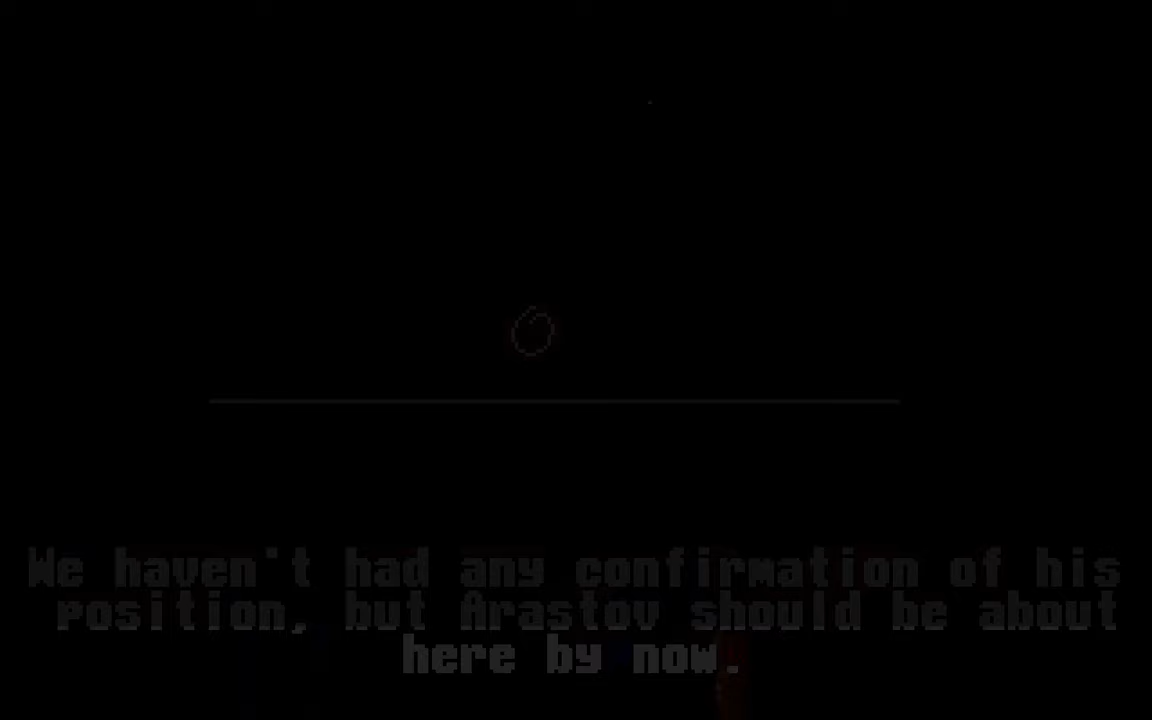 We haven't had any confirmation of his
position, but Arastov should be about
here by now.